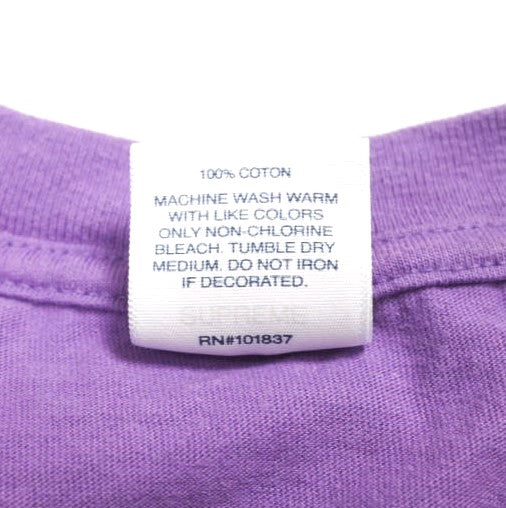 100% COTON
MACHINE WASH WARM
WITH LIKE COLORS
ONLY NON-CHLORINE
BLEACH. TUMBLE DRY
MEDIUM. DO NOT IRON
IF DECORATED.
SUPREME
RN#101837